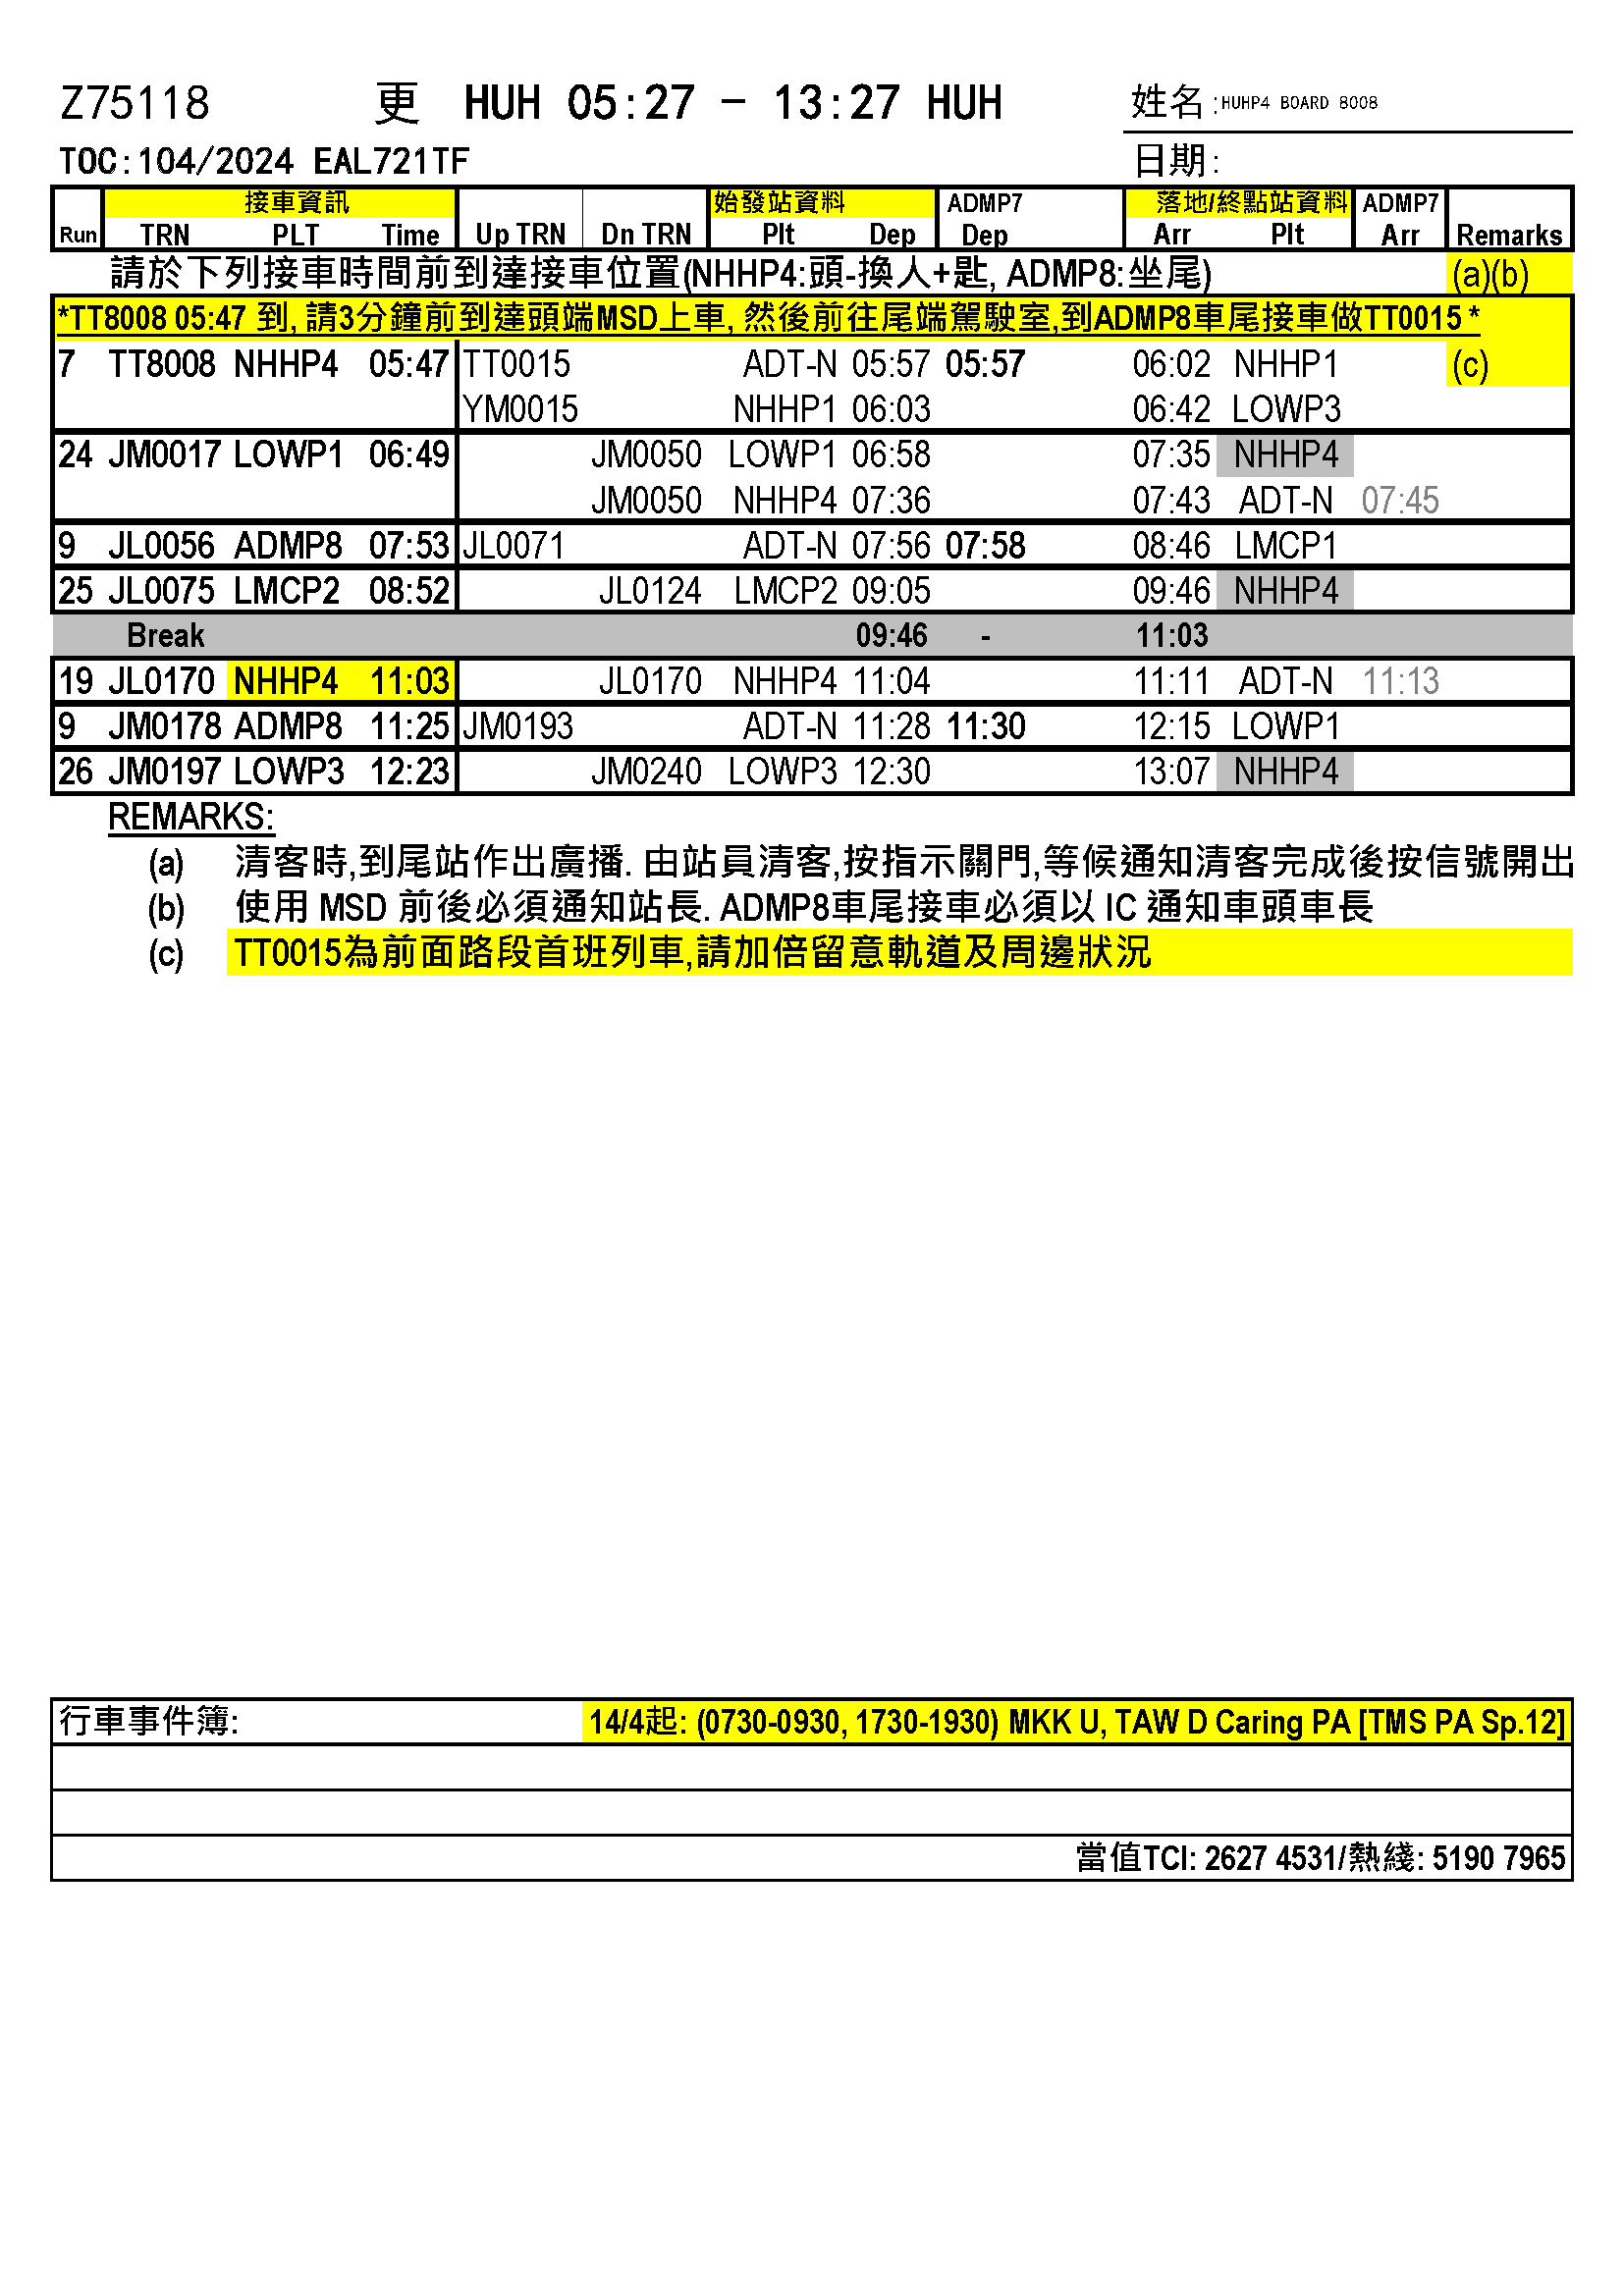 Z75118 更 HUH 05:27 - 13:27 HUH 姓名:HUHP4 BOARD 8008
TOC:104/2024 EAL721TF 日期:
接車資訊 始發站資料 ADMP7 落地/終點站資料 ADMP7
Run TRN PLT Time Up TRN Dn TRN Plt Dep Dep Arr Plt Arr Remarks
請於下列接車時間前到達接車位置(NHHP4:頭-換人+匙, ADMP8:坐尾) (a)(b)
*TT8008 05:47 到, 請3分鐘前到達頭端MSD上車, 然後前往尾端駕駛室,到ADMP8車尾接車做TT0015 *
7 TT8008 NHHP4 05:47 TT0015 ADT-N 05:57 05:57 06:02 NHHP1 (c)
YM0015 NHHP1 06:03 06:42 LOWP3
24 JM0017 LOWP1 06:49 JM0050 LOWP1 06:58 07:35 NHHP4
JM0050 NHHP4 07:36 07:43 ADT-N 07:45
9 JL0056 ADMP8 07:53 JL0071 ADT-N 07:56 07:58 08:46 LMCP1
25 JL0075 LMCP2 08:52 JL0124 LMCP2 09:05 09:46 NHHP4
Break 09:46 - 11:03
19 JL0170 NHHP4 11:03 JL0170 NHHP4 11:04 11:11 ADT-N 11:13
9 JM0178 ADMP8 11:25 JM0193 ADT-N 11:28 11:30 12:15 LOWP1
26 JM0197 LOWP3 12:23 JM0240 LOWP3 12:30 13:07 NHHP4
REMARKS:
(a) 清客時,到尾站作出廣播. 由站員清客,按指示關門,等候通知清客完成後按信號開出
(b) 使用 MSD 前後必須通知站長. ADMP8車尾接車必須以 IC 通知車頭車長
(c) TT0015為前面路段首班列車,請加倍留意軌道及周邊狀況
行車事件簿: 14/4起: (0730-0930, 1730-1930) MKK U, TAW D Caring PA [TMS PA Sp.12]
當值TCI: 2627 4531/熱綫: 5190 7965